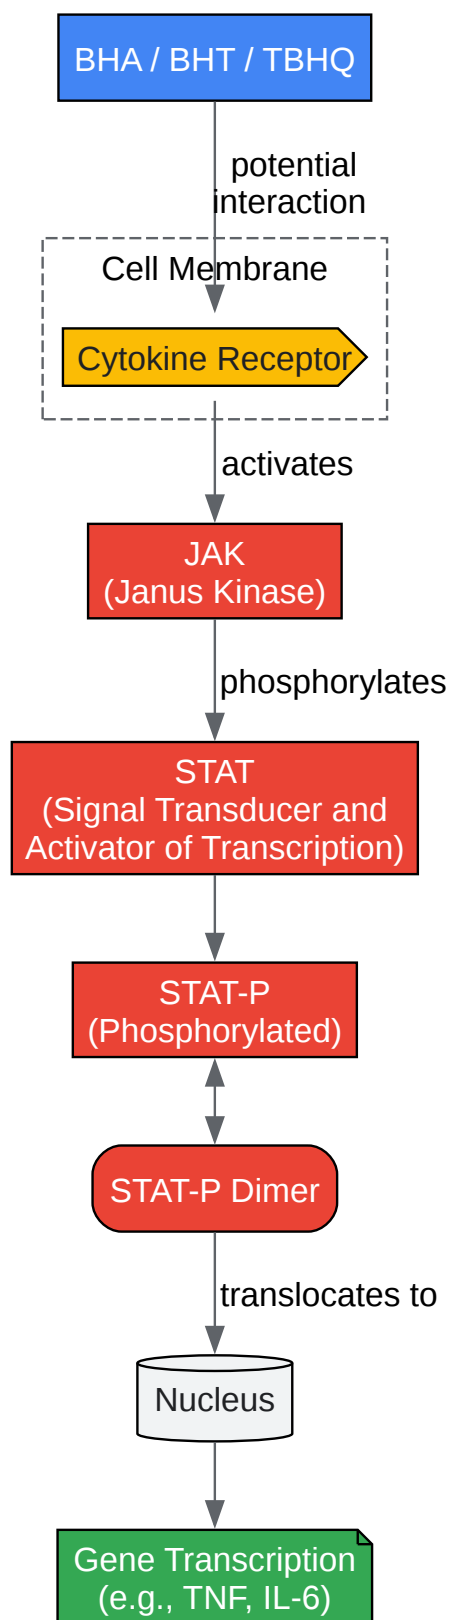 BHA / BHT / TBHQ
potential
interaction
Cell Membrane
Cytokine Receptor
activates
JAK
(Janus Kinase)
phosphorylates
STAT
(Signal Transducer and
Activator of Transcription)
STAT-P
(Phosphorylated)
STAT-P Dimer
translocates to
Nucleus
Gene Transcription
(e.g., TNF, IL-6)